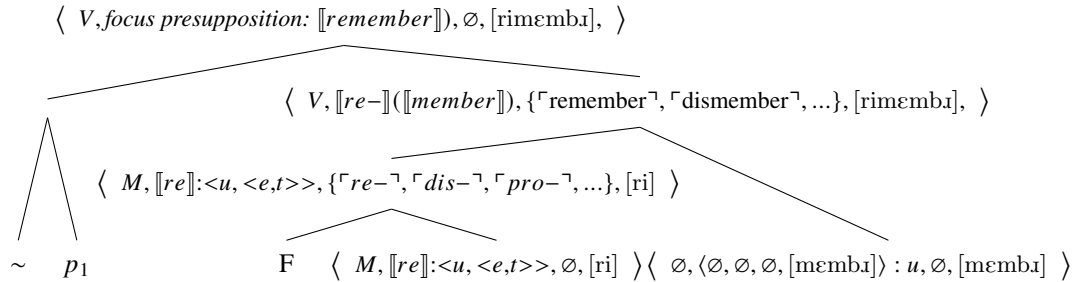 ⟨ V, focus presupposition: ⟦remember⟧), ∅, [rimɛmbɹ], ⟩
⟨ V, ⟦re–⟧(⟦member⟧), {⌜remember⌝, ⌜dismember⌝, ...}, [rimɛmbɹ], ⟩
⟨ M, ⟦re⟧:<u, <e,t>>, {⌜re–⌝, ⌜dis–⌝, ⌜pro–⌝, ...}, [ri] ⟩
∼ p₁ F ⟨ M, ⟦re⟧:<u, <e,t>>, ∅, [ri] ⟩ ⟨ ∅, ⟨∅, ∅, ∅, [mɛmbɹ]⟩ : u, ∅, [mɛmbɹ] ⟩